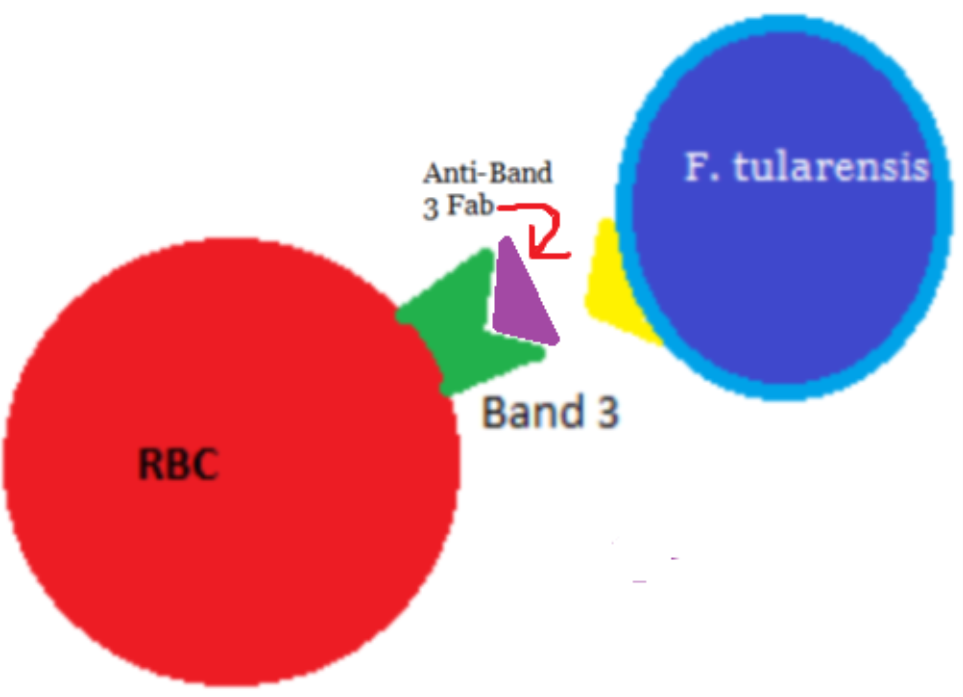 F. tularensis
Anti-Band
3 Fab
Band 3
RBC